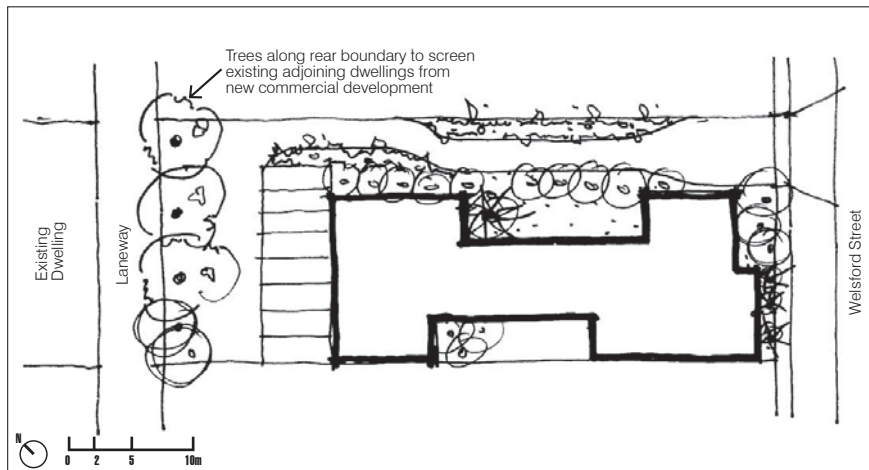 Trees along rear boundary to screen
existing adjoining dwellings from
new commercial development
Existing
Dwelling
Laneway
Welsford Street
N
0 2 5 10m